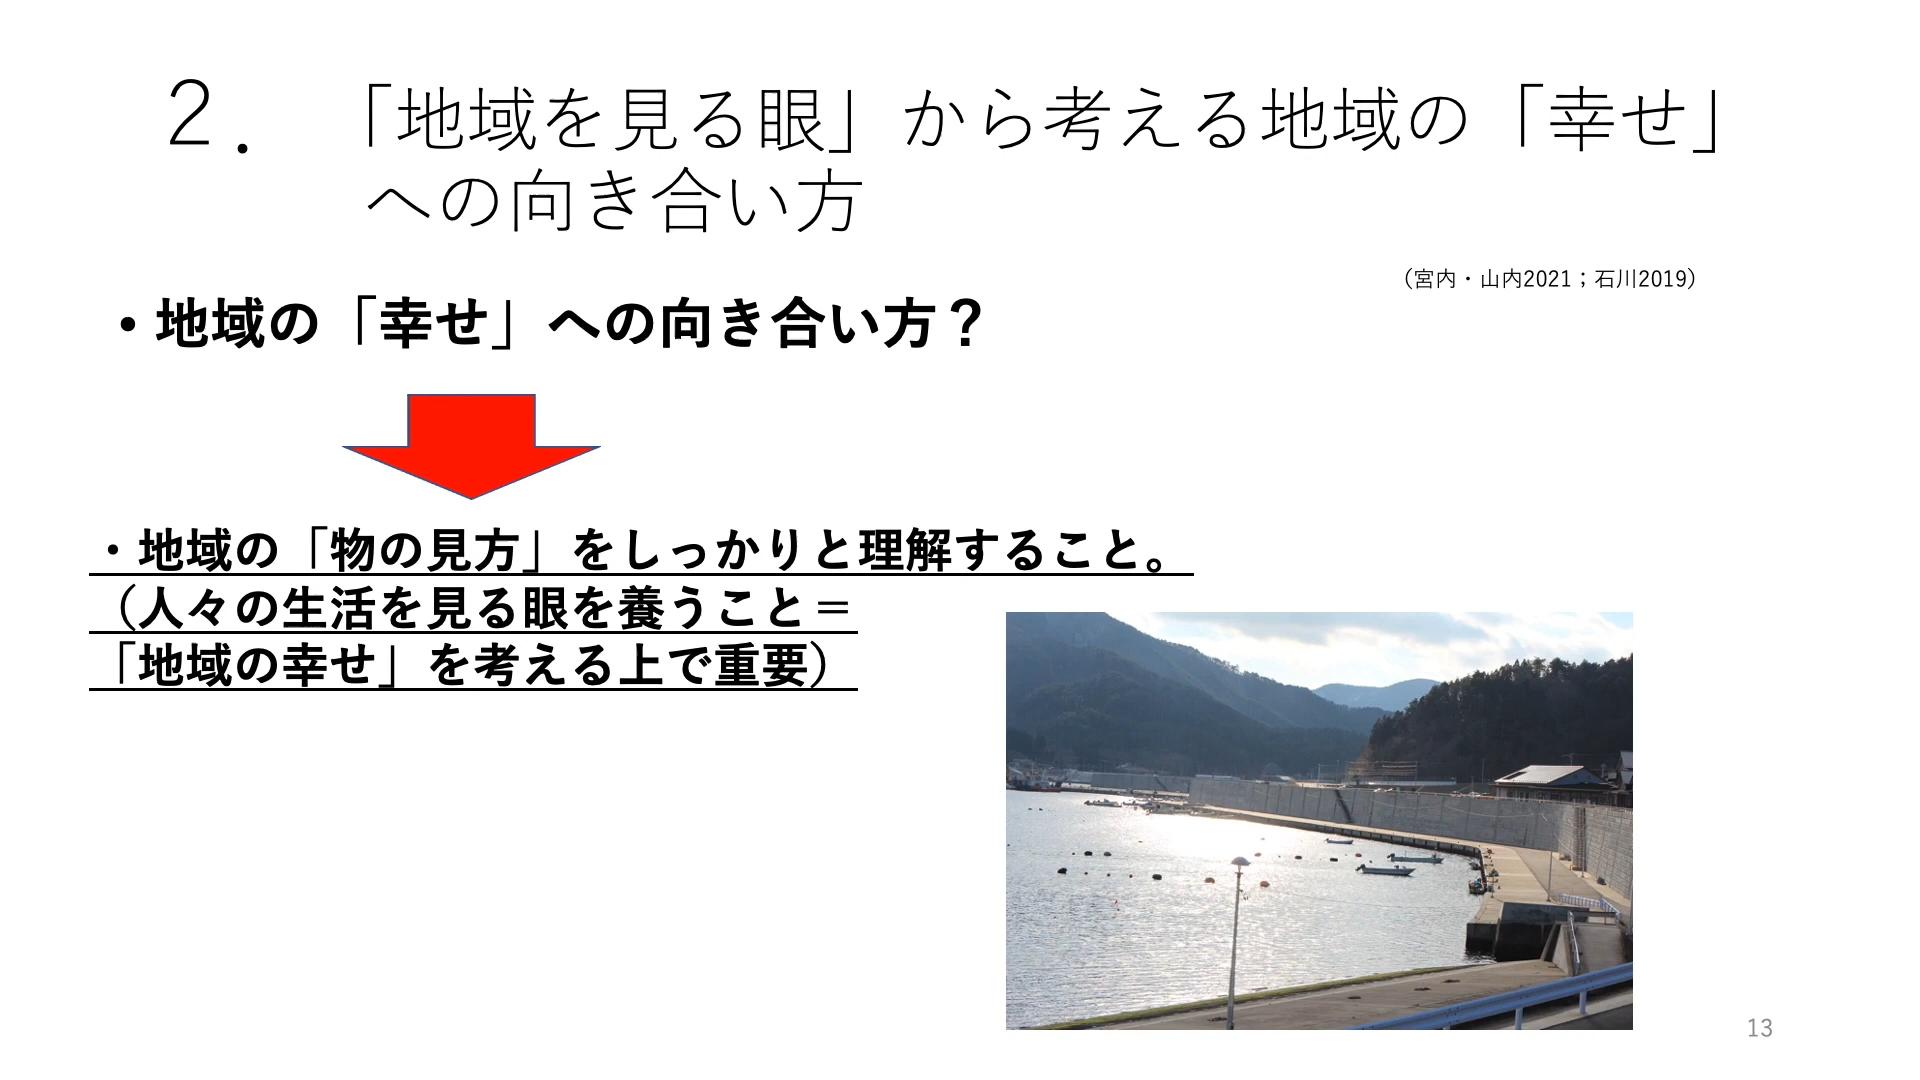 ２．　「地域を見る眼」から考える地域の「幸せ」
への向き合い方
（宮内・山内2021；石川2019）
• 地域の「幸せ」への向き合い方？
・地域の「物の見方」をしっかりと理解すること。
（人々の生活を見る眼を養うこと＝
「地域の幸せ」を考える上で重要）
13